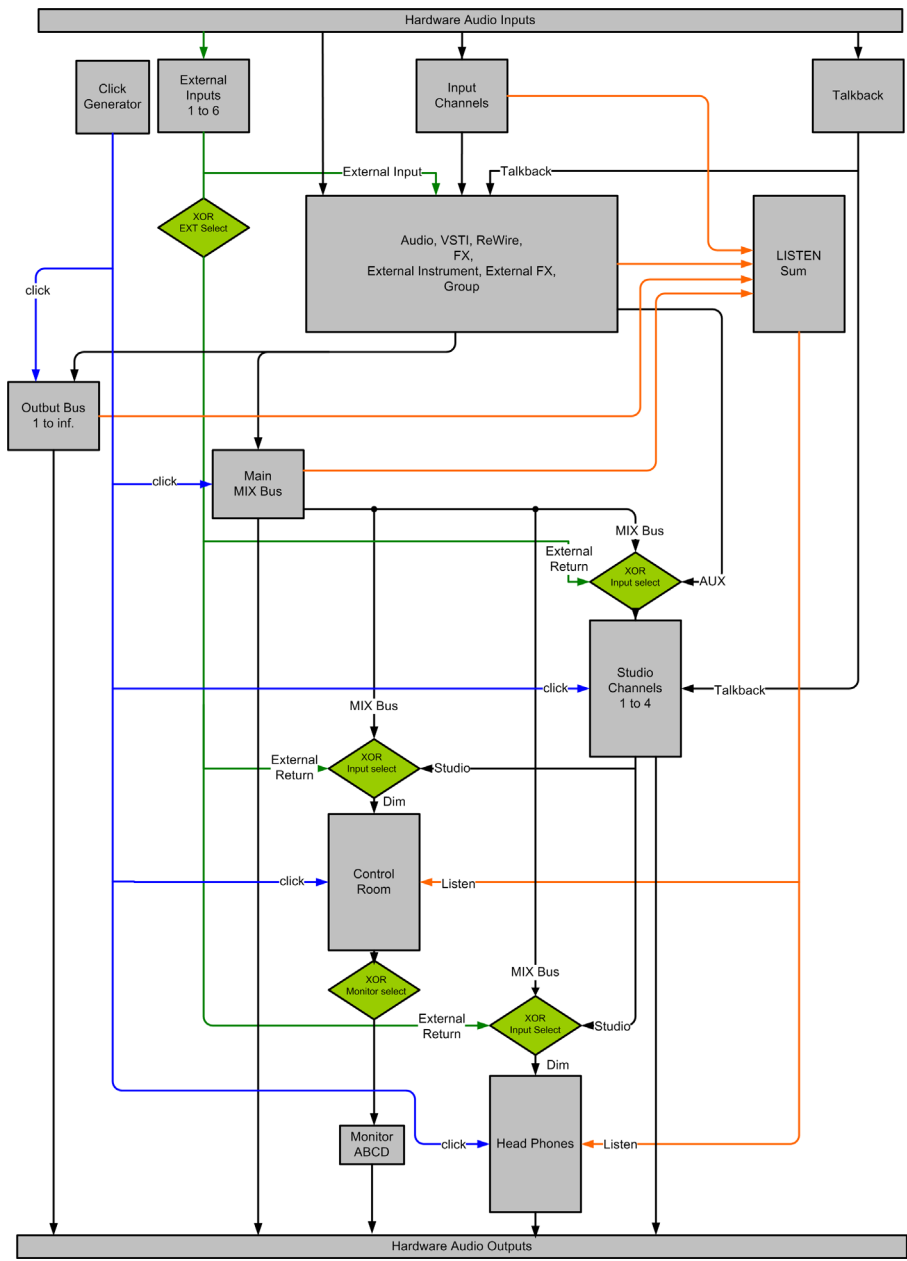 Hardware Audio Inputs
Click
Generator
External
Inputs
1 to 6
Input
Channels
Talkback
External Input
Talkback
XOR
EXT Select
Audio, VSTI, ReWire,
FX,
External Instrument, External FX,
Group
LISTEN
Sum
click
Outbut Bus
1 to inf.
click
Main
MIX Bus
MIX Bus
External
Return
XOR
Input select
AUX
Studio
Channels
1 to 4
click
Talkback
MIX Bus
External
Return
XOR
Input select
Studio
Dim
Control
Room
click
Listen
MIX Bus
XOR
Monitor select
External
Return
XOR
Input Select
Studio
Dim
Monitor
ABCD
click
Head Phones
Listen
Hardware Audio Outputs